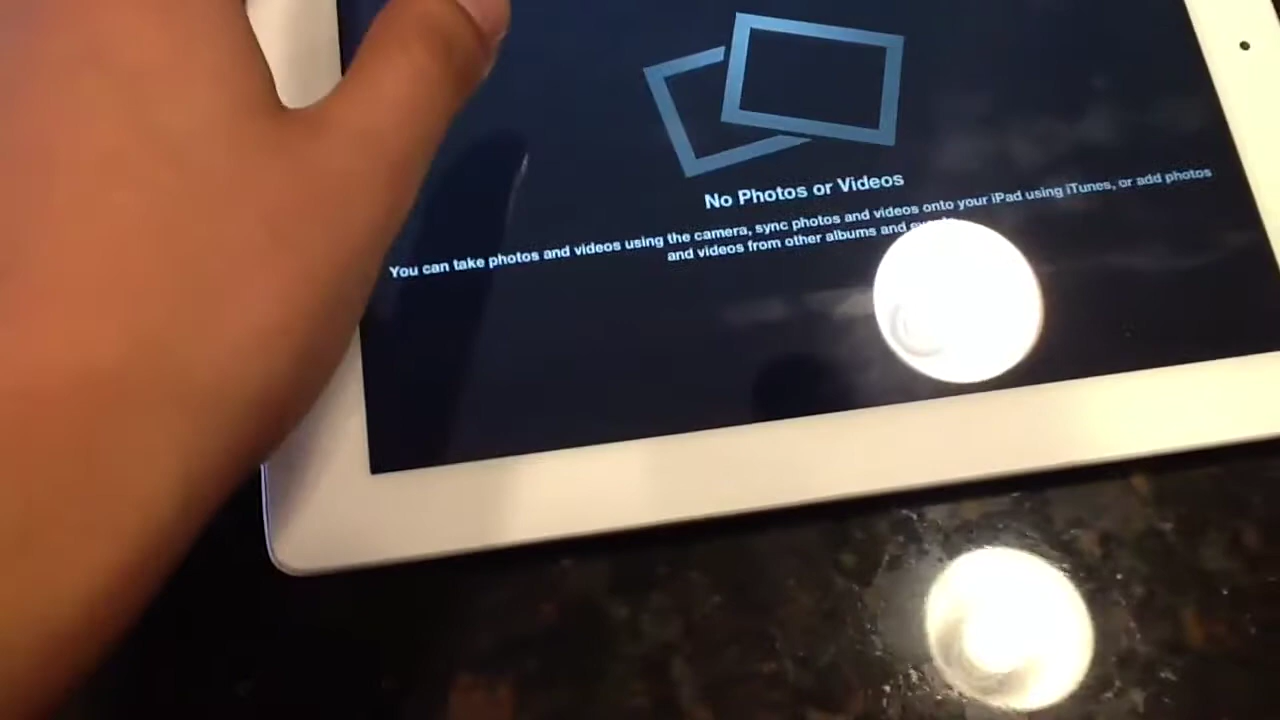 No Photos or Videos
You can take photos and videos using the camera, sync photos and videos onto your iPad using iTunes, or add photos
and videos from other albums and